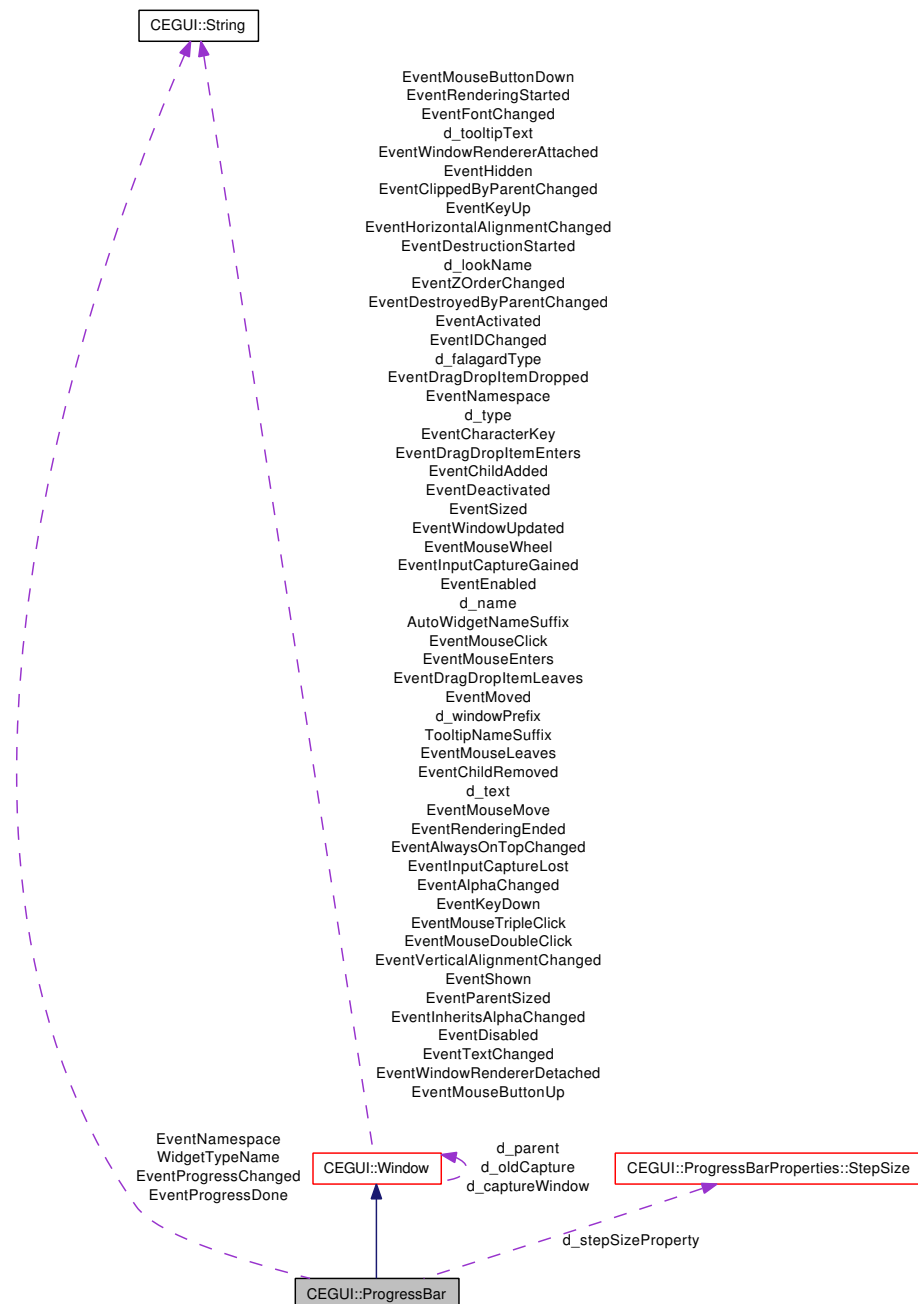 CEGUI::String
EventMouseButtonDown
EventRenderingStarted
EventFontChanged
d_tooltipText
EventWindowRendererAttached
EventHidden
EventClippedByParentChanged
EventKeyUp
EventHorizontalAlignmentChanged
EventDestructionStarted
d_lookName
EventZOrderChanged
EventDestroyedByParentChanged
EventActivated
EventIDChanged
d_falagardType
EventDragDropItemDropped
EventNamespace
d_type
EventCharacterKey
EventDragDropItemEnters
EventChildAdded
EventDeactivated
EventSized
EventWindowUpdated
EventMouseWheel
EventInputCaptureGained
EventEnabled
d_name
AutoWidgetNameSuffix
EventMouseClick
EventMouseEnters
EventDragDropItemLeaves
EventMoved
d_windowPrefix
TooltipNameSuffix
EventMouseLeaves
EventChildRemoved
d_text
EventMouseMove
EventRenderingEnded
EventAlwaysOnTopChanged
EventInputCaptureLost
EventAlphaChanged
EventKeyDown
EventMouseTripleClick
EventMouseDoubleClick
EventVerticalAlignmentChanged
EventShown
EventParentSized
EventInheritsAlphaChanged
EventDisabled
EventTextChanged
EventWindowRendererDetached
EventMouseButtonUp
EventNamespace
WidgetTypeName
EventProgressChanged
EventProgressDone
CEGUI::Window
d_parent
d_oldCapture
d_captureWindow
CEGUI::ProgressBarProperties::StepSize
d_stepSizeProperty
CEGUI::ProgressBar